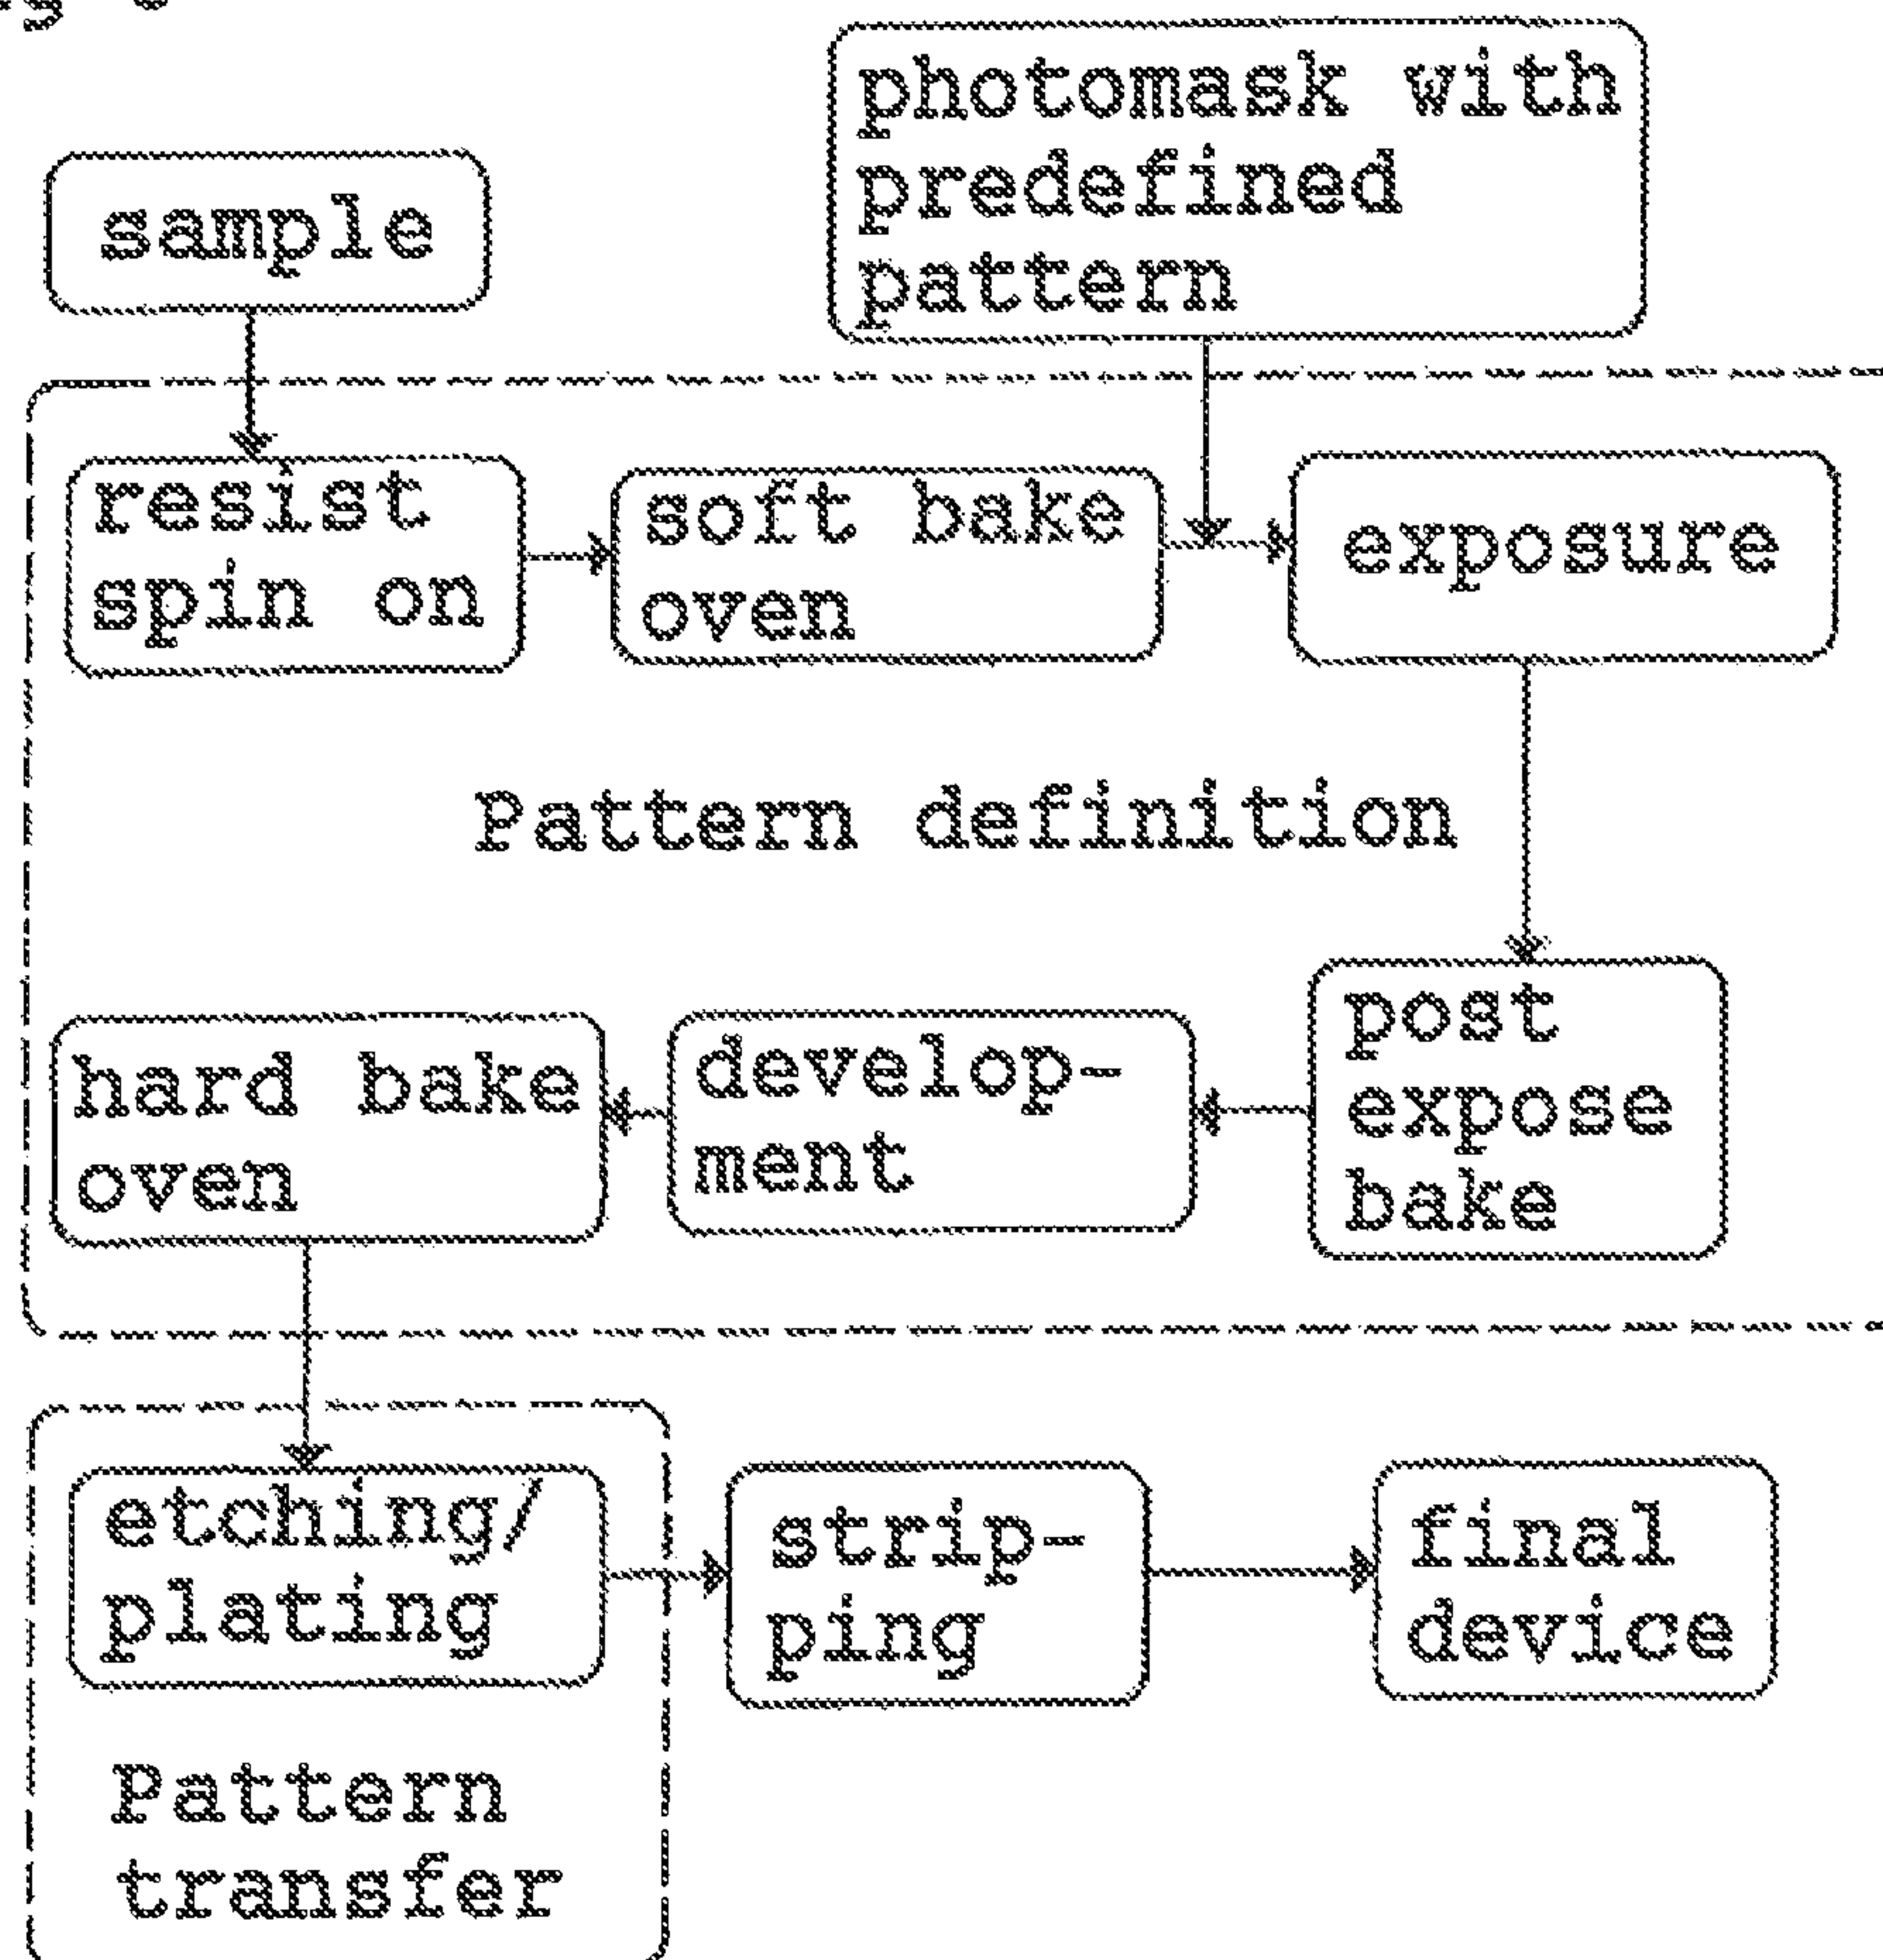 photomask with
predefined
pattern
sample
resist
spin on
soft bake
oven
exposure
Pattern definition
post
expose
bake
develop-
ment
hard bake
oven
etching/
plating
Pattern
transfer
strip-
ping
final
device